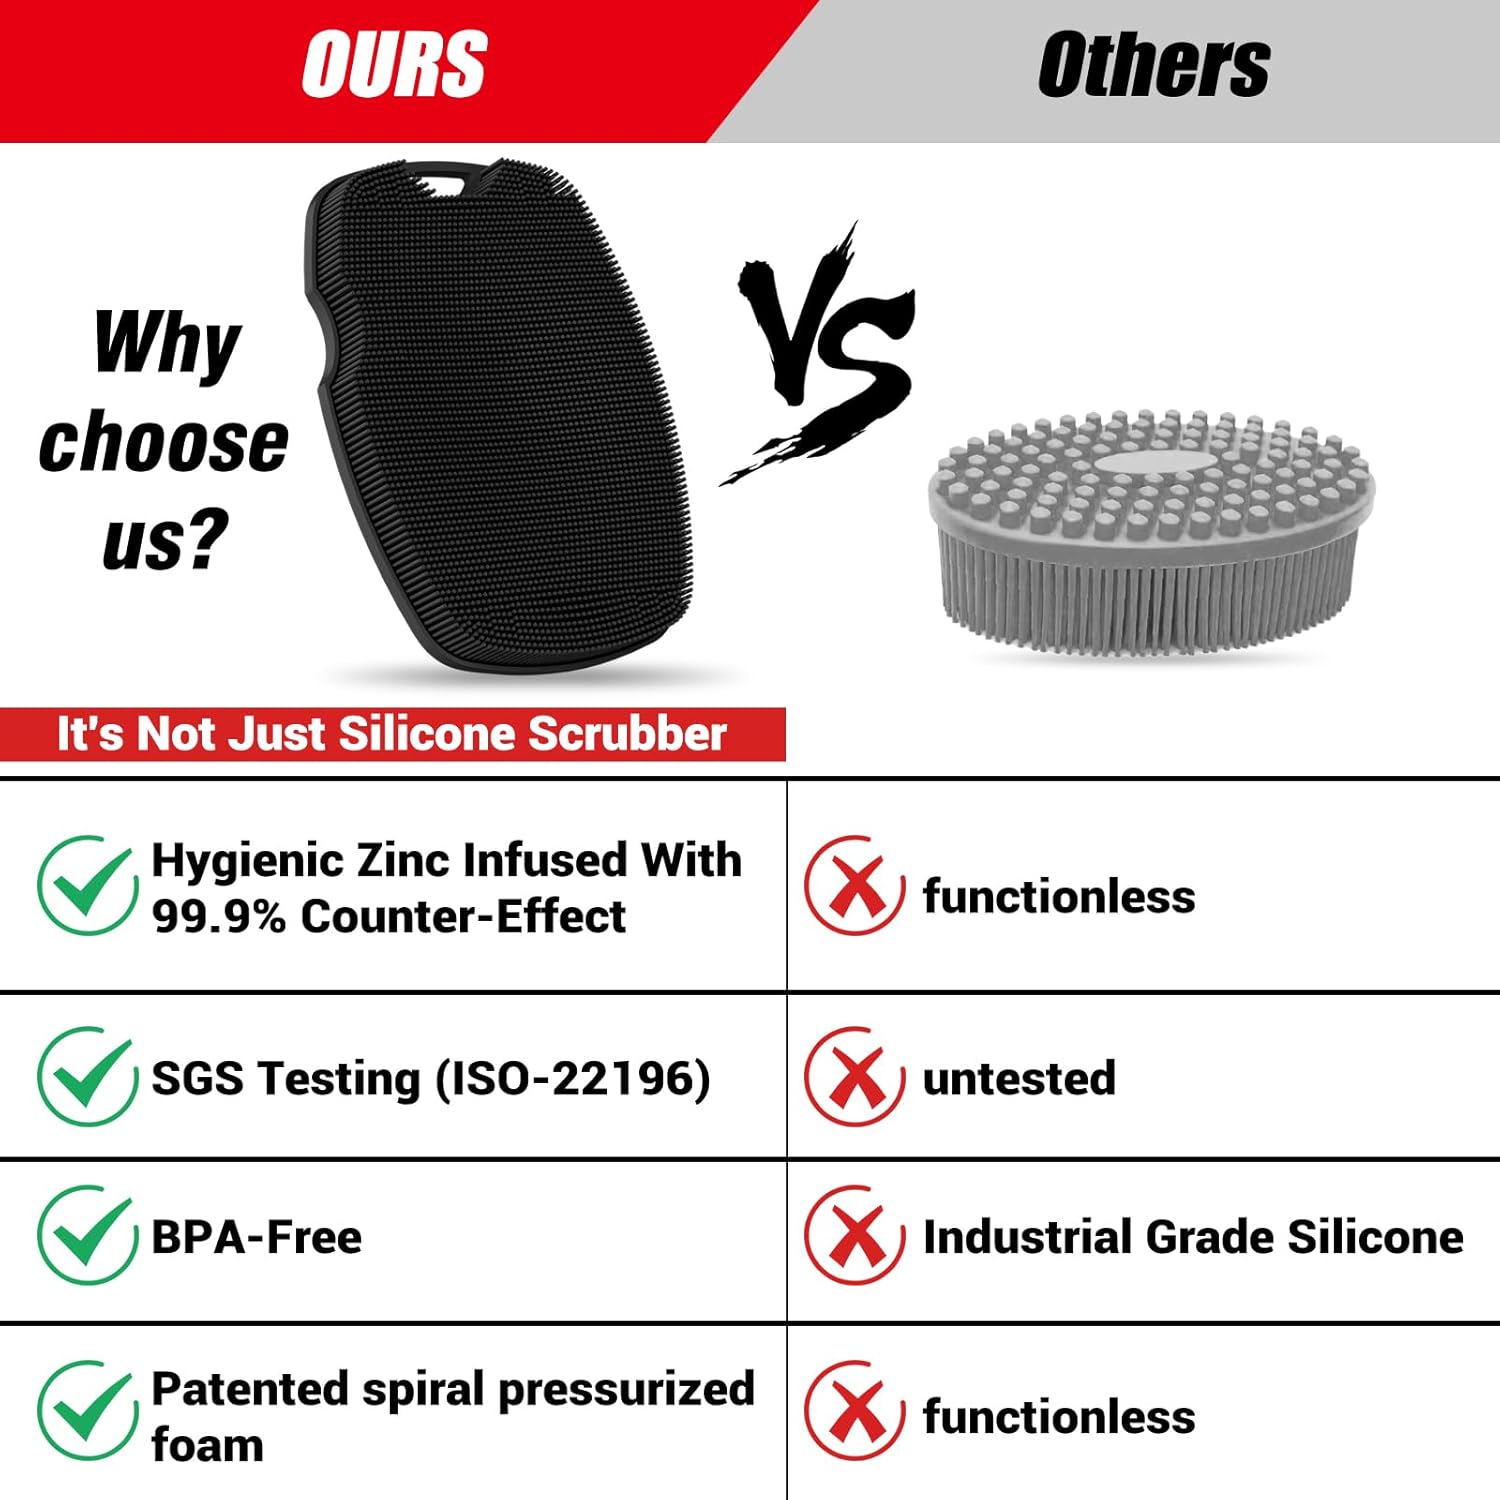 OURS
Others
Why
choose
us?
VS
It's Not Just Silicone Scrubber
Hygienic Zinc Infused With
99.9% Counter-Effect
functionless
SGS Testing (ISO-22196)
untested
BPA-Free
Industrial Grade Silicone
Patented spiral pressurized
foam
functionless